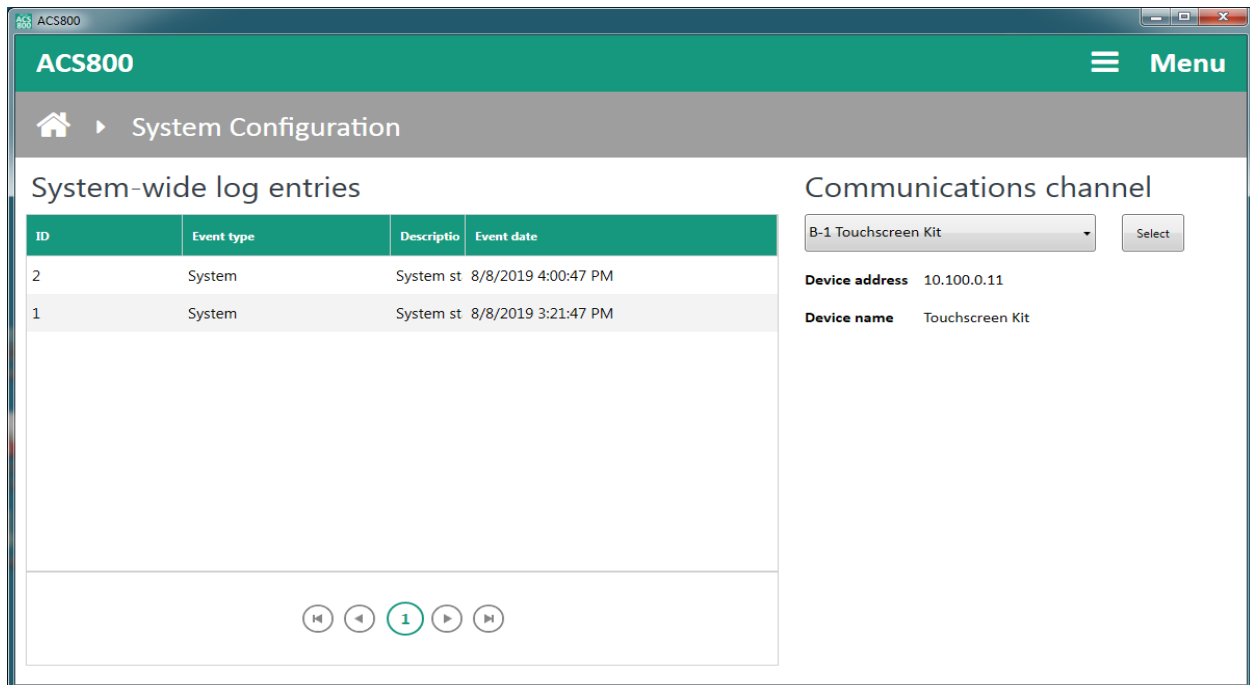 ACS 800 ACS800
ACS800 Menu
System Configuration
System-wide log entries
ID Event type Descriptio Event date
2 System System st 8/8/2019 4:00:47 PM
1 System System st 8/8/2019 3:21:47 PM
1
Communications channel
B-1 Touchscreen Kit Select
Device address 10.100.0.11
Device name Touchscreen Kit